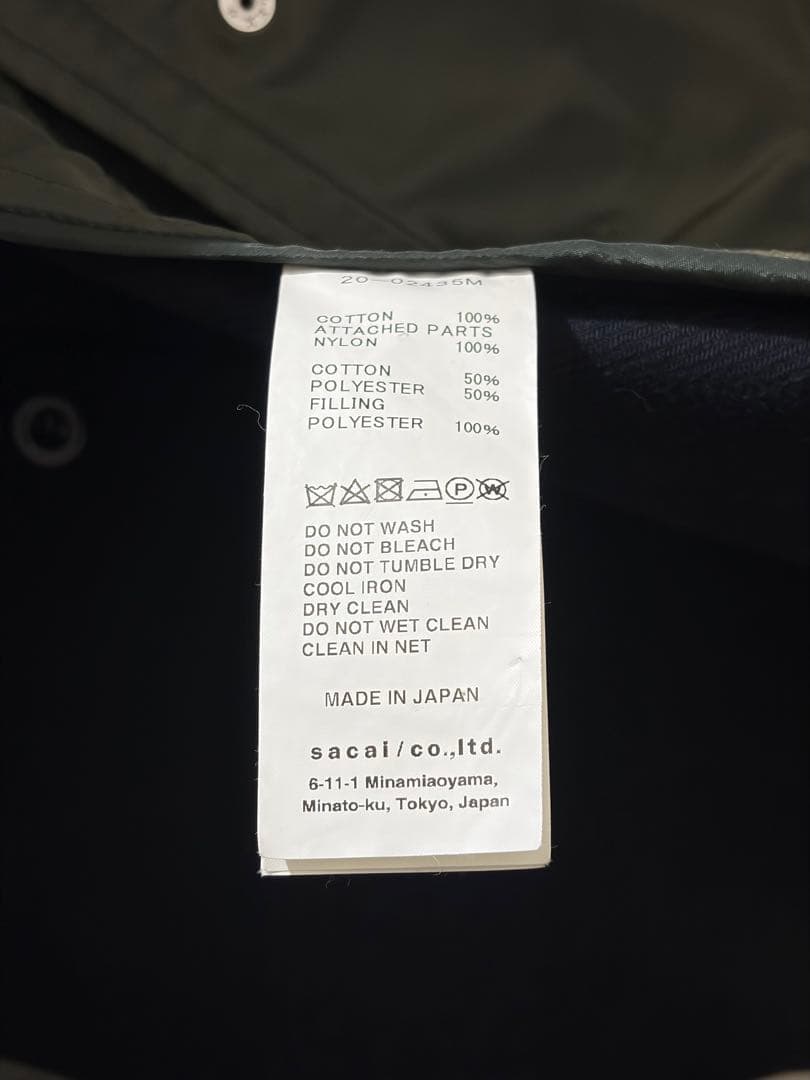 20-02435M
COTTON 100%
ATTACHED PARTS
NYLON 100%
COTTON 50%
POLYESTER 50%
FILLING
POLYESTER 100%
P W
DO NOT WASH
DO NOT BLEACH
DO NOT TUMBLE DRY
COOL IRON
DRY CLEAN
DO NOT WET CLEAN
CLEAN IN NET
MADE IN JAPAN
sacai / co.,ltd.
6-11-1 Minamiaoyama,
Minato-ku, Tokyo, Japan